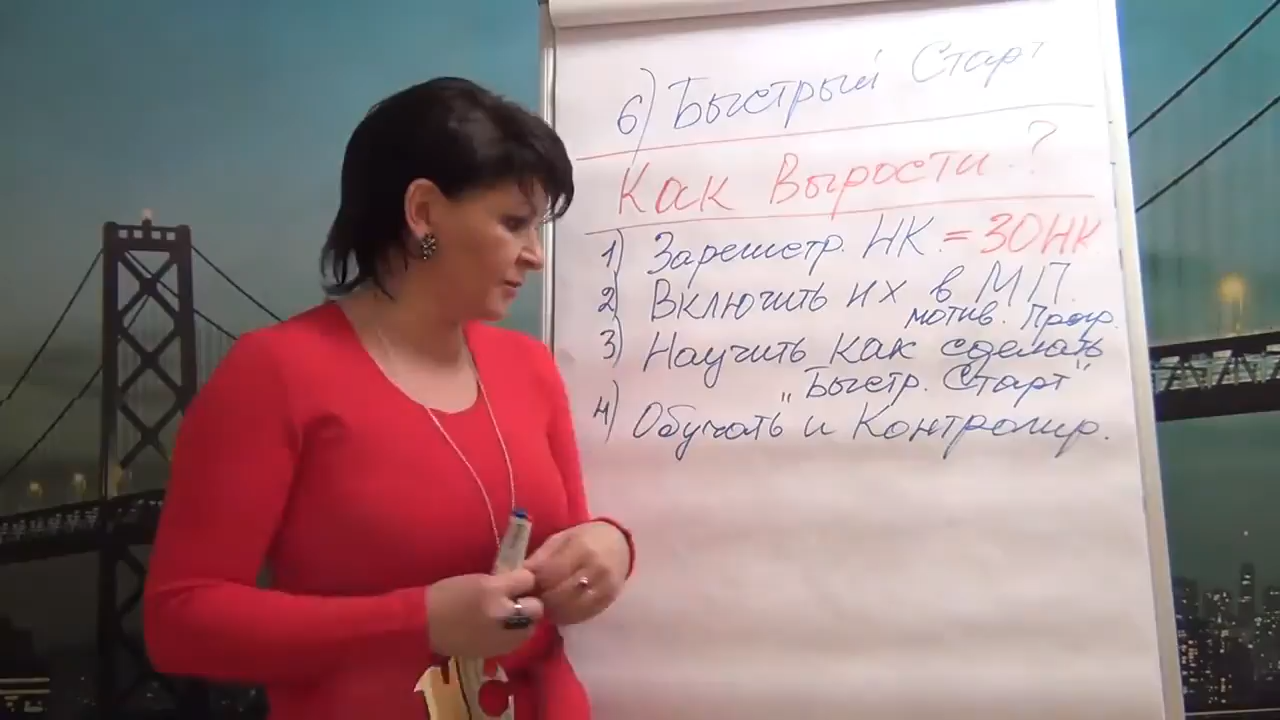 6) Быстрый Старт
Как Вырости?
1) Зарегистр. НК = 30НК
2) Включить их в МП.
мотив. Прогр.
3) Научить как сделать
„Быстр. Старт"
4) Обучать и Контролир.